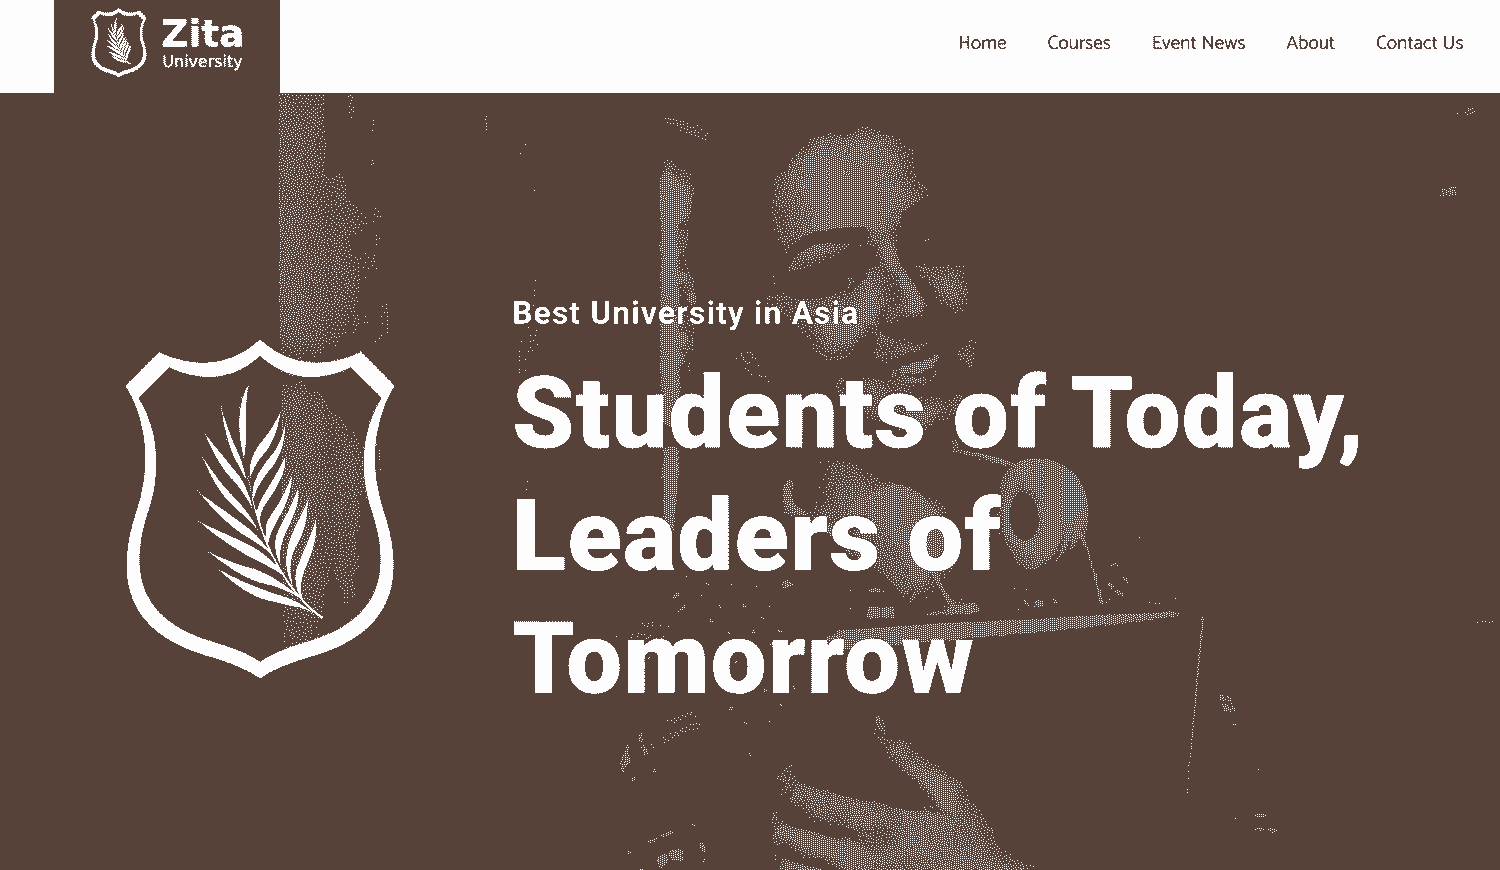 Zita
University
Home Courses Event News About Contact Us
Best University in Asia
Students of Today,
Leaders of
Tomorrow